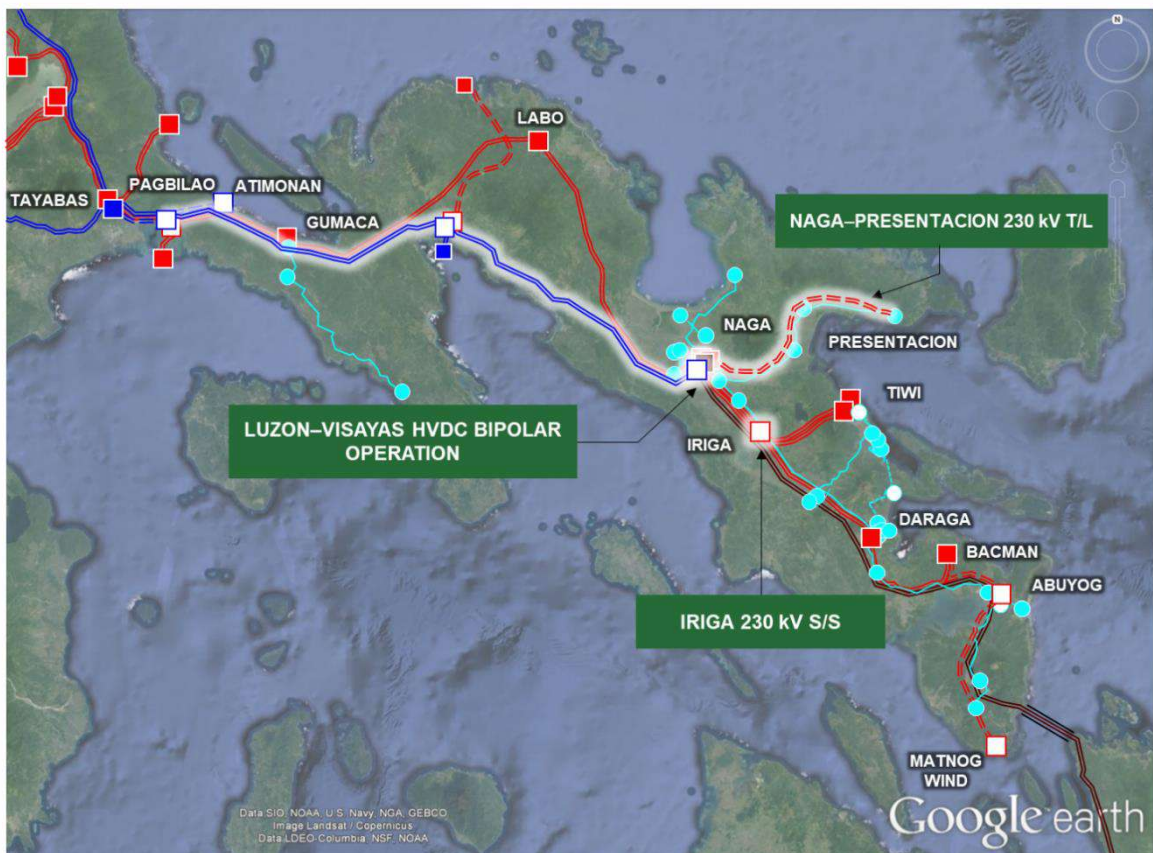 N
LABO
TAYABAS
PAGBILAO
ATIMONAN
GUMACA
NAGA–PRESENTACION 230 kV T/L
NAGA
PRESENTACION
TIWI
LUZON–VISAYAS HVDC BIPOLAR
OPERATION
IRIGA
DARAGA
BACMAN
ABUYOG
IRIGA 230 kV S/S
MATNOG
WIND
Data SIO, NOAA, U.S. Navy, NGA, GEBCO
Image Landsat / Copernicus
Data LDEO-Columbia, NSF, NOAA
Google earth